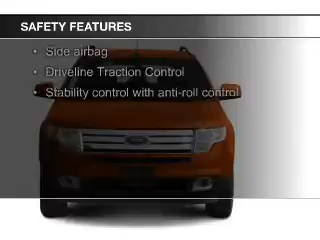 SAFETY FEATURES
• Side airbag
• Driveline Traction Control
• Stability control with anti-roll control